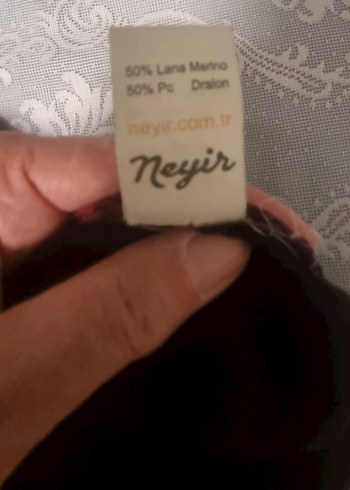 50% Lana Merino
50% Pc Dralon
neyir.com.tr
Neyir